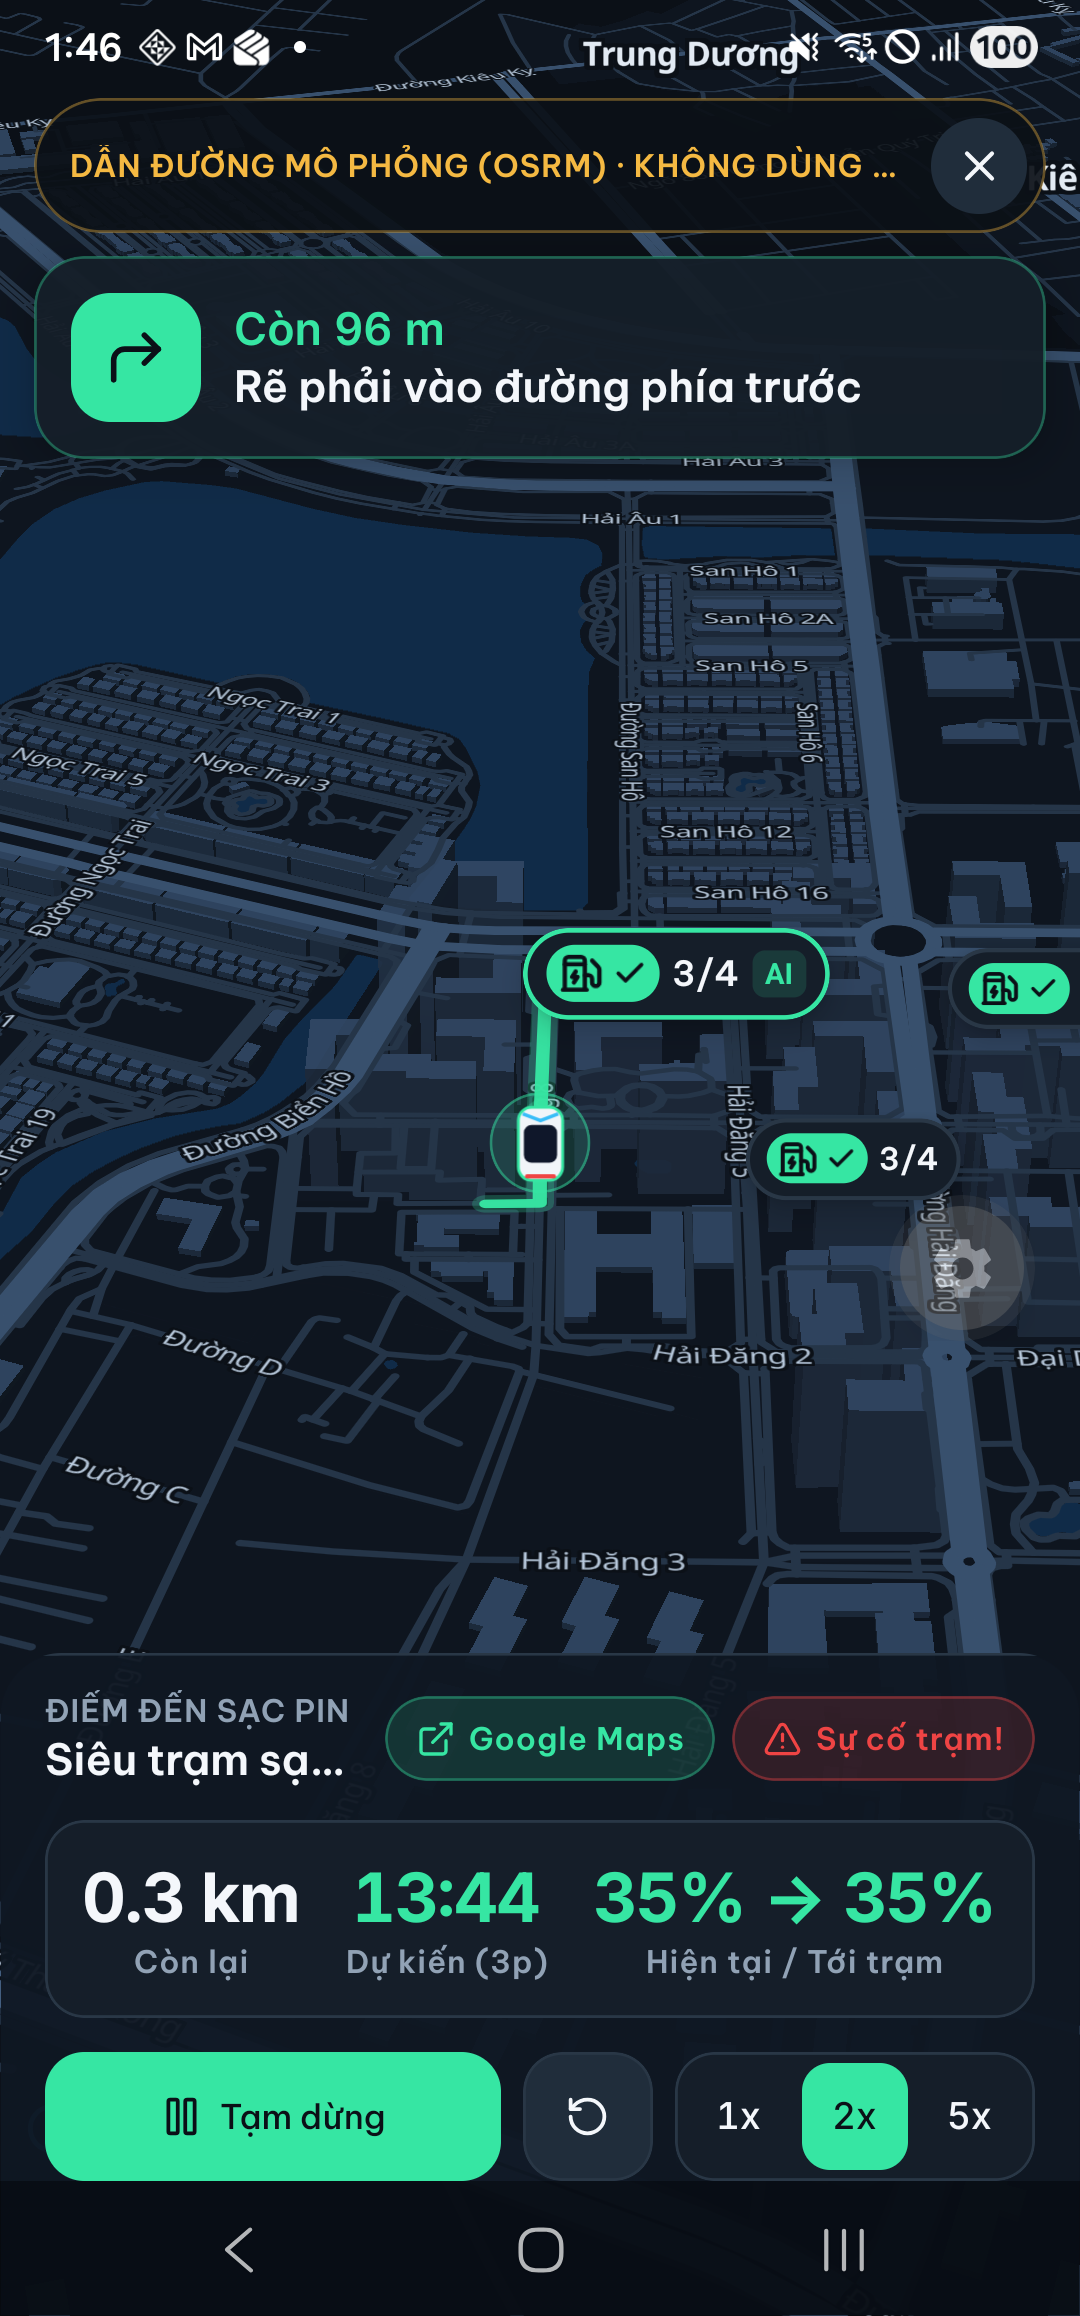 1:46
100
Trung Dương
Đường Kiêu Kỵ
DẪN ĐƯỜNG MÔ PHỎNG (OSRM) · KHÔNG DÙNG ...
Kiê
Còn 96 m
Rẽ phải vào đường phía trước
Hải Âu 3
Hải Âu 1
San Hô 1
San Hô 2A
San Hô 5
Ngọc Trai 1
Đường San Hô
San Hô 6
Ngọc Trai 5
Ngọc Trai 3
San Hô 12
Đường Ngọc Trai
San Hô 16
3/4 AI
Đường Biển Hồ
Hải Đăng 5
3/4
Trai 19
Đường D
Hải Đăng 2
Đại
Đường C
Hải Đăng 3
ĐIỂM ĐẾN SẠC PIN
Siêu trạm sạ...
Google Maps
Sự cố trạm!
0.3 km
13:44
35% → 35%
Còn lại
Dự kiến (3p)
Hiện tại / Tới trạm
Tạm dừng
1x
2x
5x